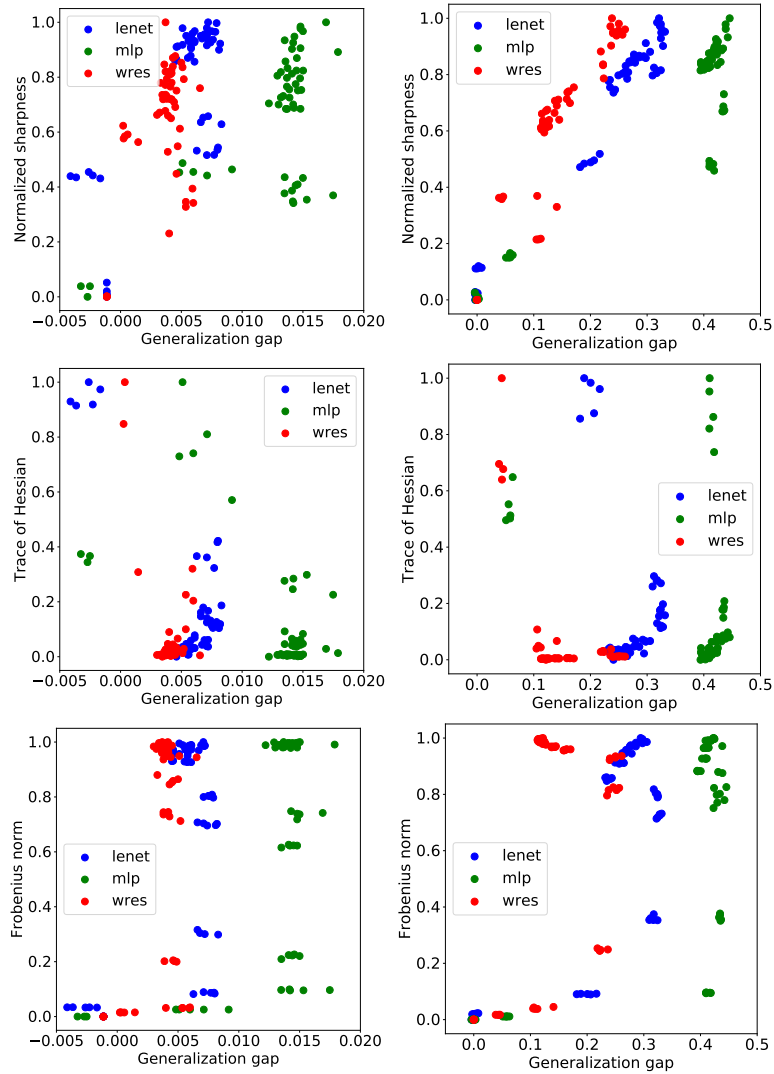 Normalized sharpness
1.0
0.8
0.6
0.4
0.2
0.0
lenet
mlp
wres
−0.005
0.000
0.005
0.010
0.015
0.020
Generalization gap
Normalized sharpness
1.0
0.8
0.6
0.4
0.2
0.0
lenet
mlp
wres
0.0
0.1
0.2
0.3
0.4
0.5
Generalization gap
Trace of Hessian
1.0
0.8
0.6
0.4
0.2
0.0
lenet
mlp
wres
−0.005
0.000
0.005
0.010
0.015
0.020
Generalization gap
Trace of Hessian
1.0
0.8
0.6
0.4
0.2
0.0
lenet
mlp
wres
0.0
0.1
0.2
0.3
0.4
0.5
Generalization gap
Frobenius norm
1.0
0.8
0.6
0.4
0.2
0.0
lenet
mlp
wres
−0.005
0.000
0.005
0.010
0.015
0.020
Generalization gap
Frobenius norm
1.0
0.8
0.6
0.4
0.2
0.0
lenet
mlp
wres
0.0
0.1
0.2
0.3
0.4
0.5
Generalization gap